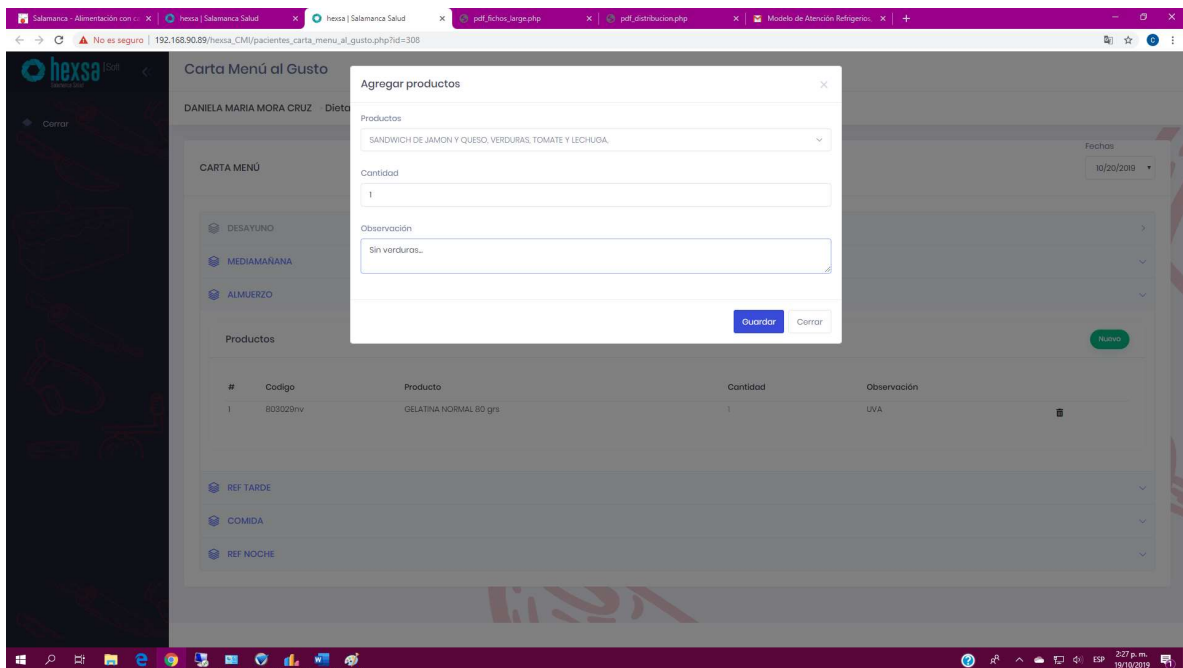 Salamanca - Alimentación con ca
hexsa | Salamanca Salud
hexsa | Salamanca Salud
pdf_fichos_large.php
pdf_distribucion.php
Modelo de Atención Refrigerios,
No es seguro
192.168.90.89/hexsa_CMI/pacientes_carta_menu_al_gusto.php?id=308
hexsa
Carta Menú al Gusto
DANIELA MARIA MORA CRUZ Dieta
Cerrar
Agregar productos
Productos
SANDWICH DE JAMON Y QUESO, VERDURAS, TOMATE Y LECHUGA,
Cantidad
1
Observación
Sin verduras..
Guardar
Cerrar
Fechas
10/20/2019
CARTA MENÚ
DESAYUNO
MEDIAMAÑANA
ALMUERZO
Productos
Nuevo
# Codigo Producto Cantidad Observación
1 803029nv GELATINA NORMAL 80 grs 1 UVA
REF TARDE
COMIDA
REF NOCHE
ESP
2:27 p. m.
19/10/2019